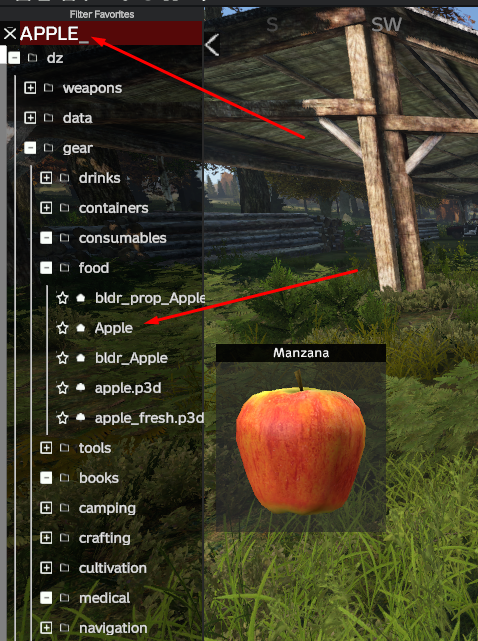 Filter Favorites
APPLE_
S
SW
dz
weapons
data
gear
drinks
containers
consumables
food
bldr_prop_Apple
Apple
bldr_Apple
apple.p3d
apple_fresh.p3d
Manzana
tools
books
camping
crafting
cultivation
medical
navigation